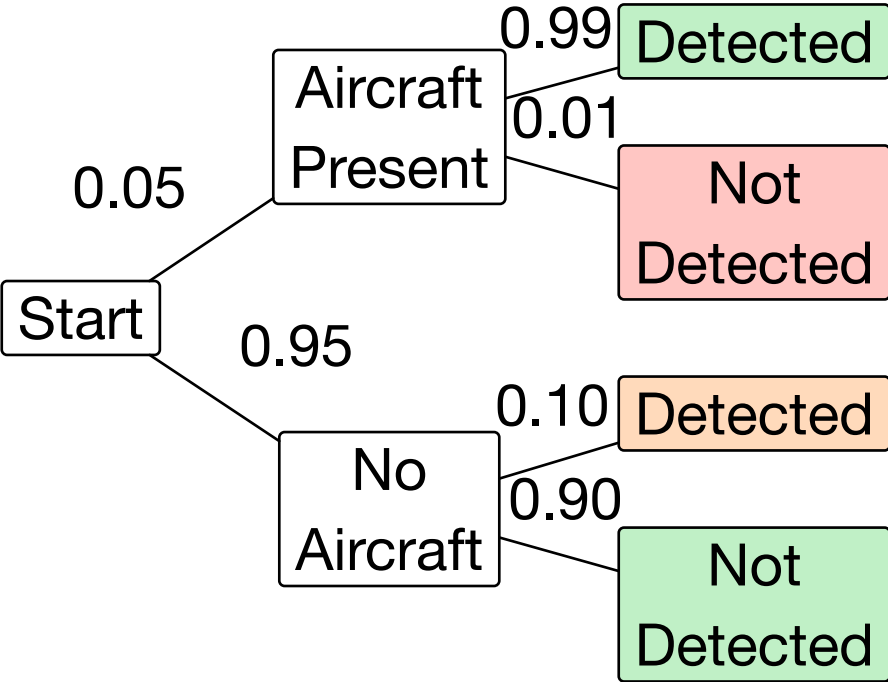 0.99
Detected
Aircraft
Present
0.01
Not
Detected
0.05
Start
0.95
0.10
Detected
No
Aircraft
0.90
Not
Detected